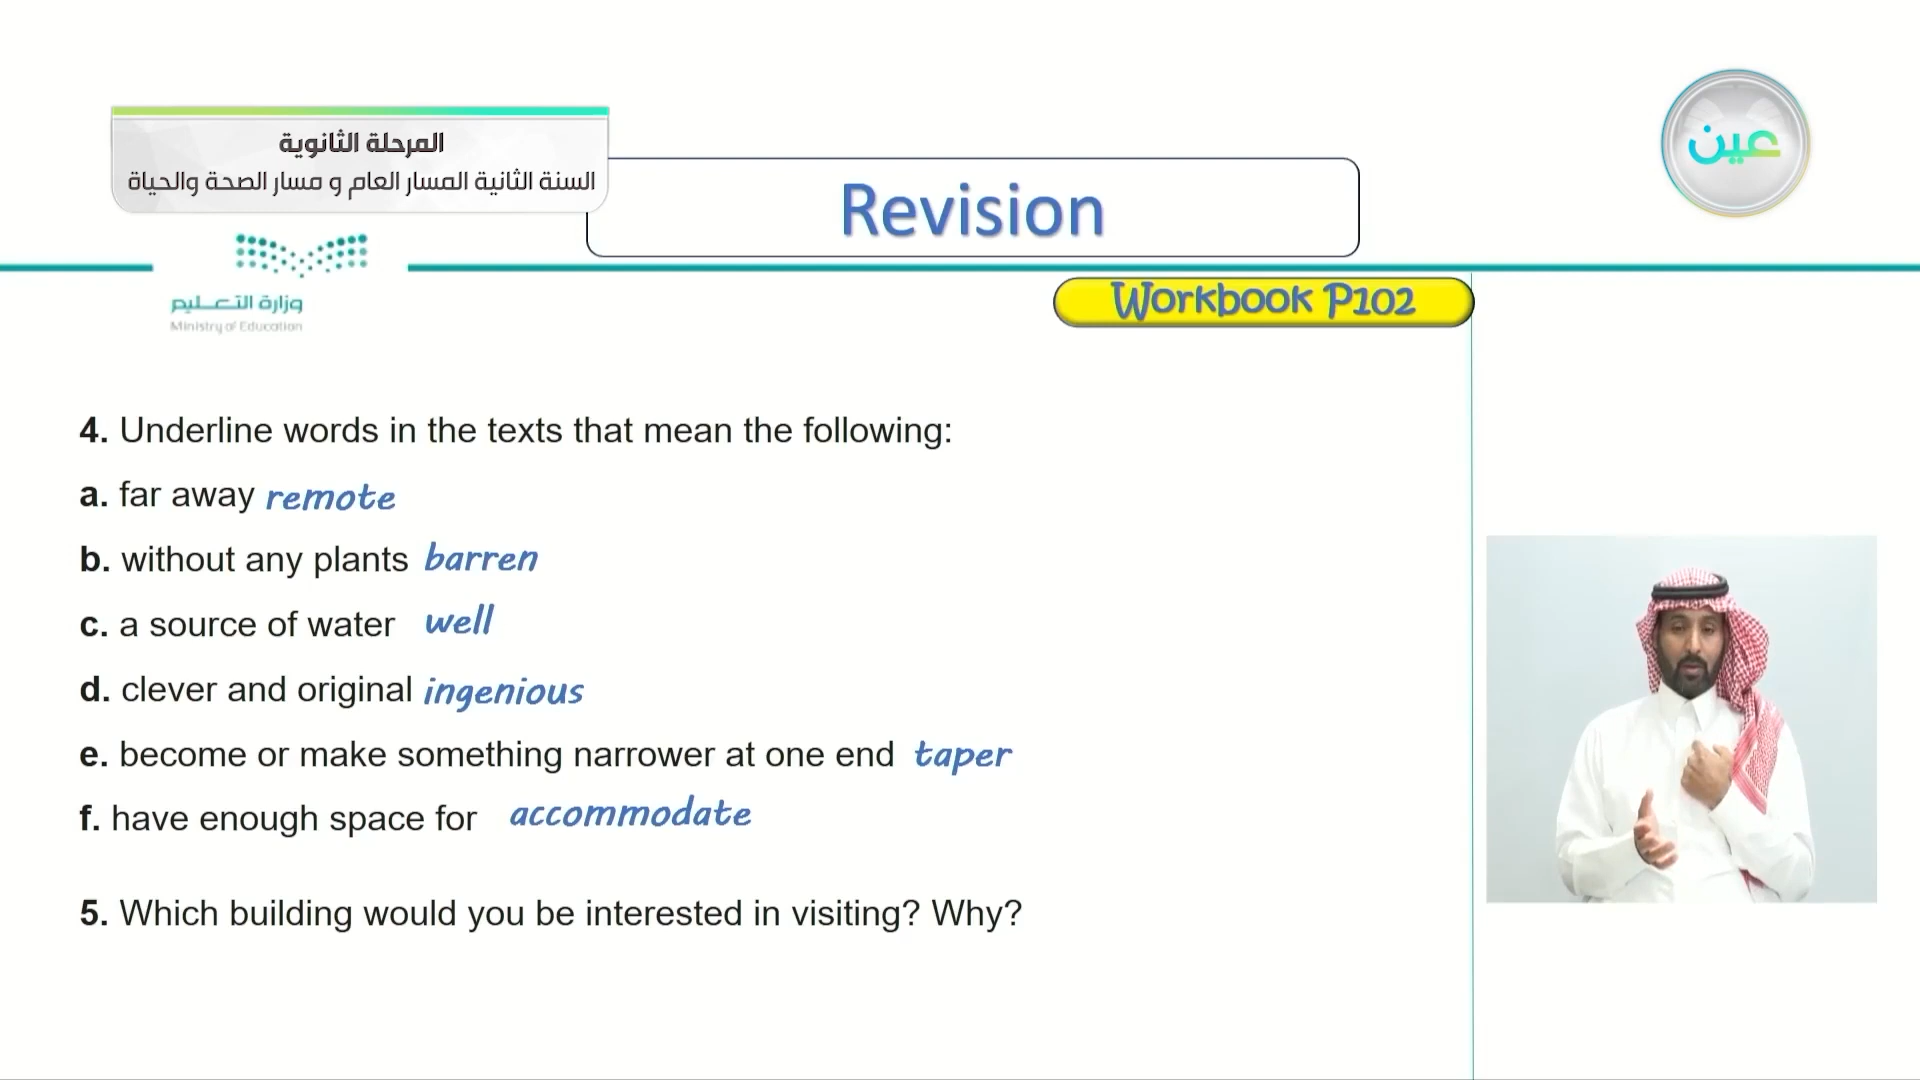 المرحلة الثانوية
السنة الثانية المسار العام و مسار الصحة والحياة
عين
Revision
وزارة التعليم
Ministry of Education
Workbook P102
4. Underline words in the texts that mean the following:
a. far away remote
b. without any plants barren
c. a source of water well
d. clever and original ingenious
e. become or make something narrower at one end taper
f. have enough space for accommodate
5. Which building would you be interested in visiting? Why?